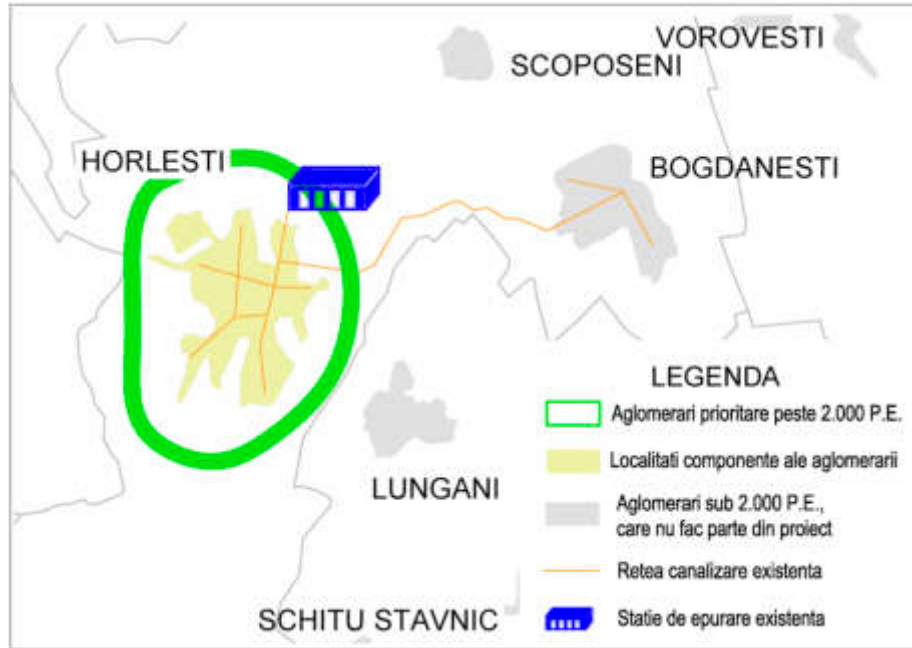 VOROVESTI
SCOPOSENI
HORLESTI
BOGDANESTI
LUNGANI
SCHITU STAVNIC
LEGENDA
Aglomerari prioritare peste 2.000 P.E.
Localitati componente ale aglomerarii
Aglomerari sub 2.000 P.E.,
care nu fac parte din proiect
Retea canalizare existenta
Statie de epurare existenta